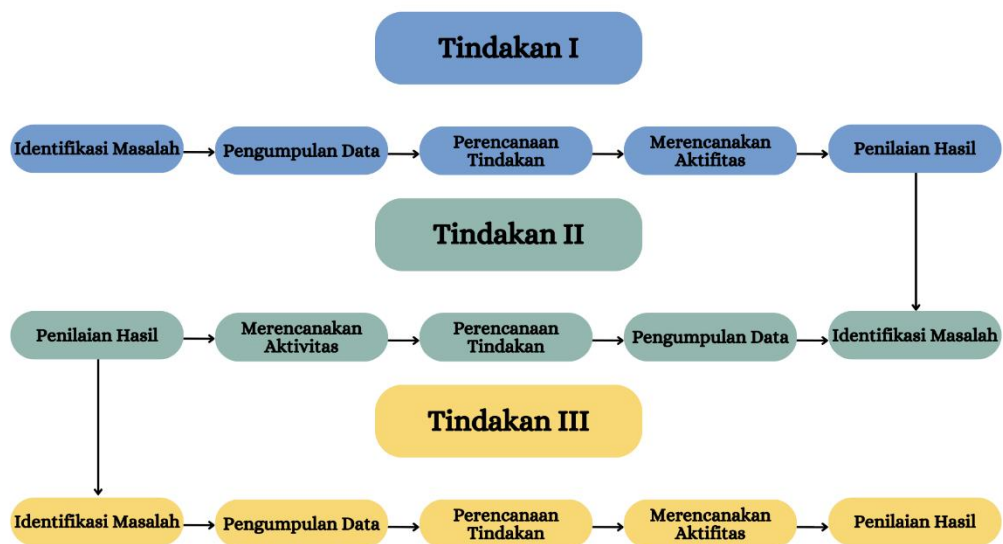 Tindakan I
Identifikasi Masalah
Pengumpulan Data
Perencanaan
Tindakan
Merencanakan
Aktifitas
Penilaian Hasil
Tindakan II
Penilaian Hasil
Merencanakan
Aktivitas
Perencanaan
Tindakan
Pengumpulan Data
Identifikasi Masalah
Tindakan III
Identifikasi Masalah
Pengumpulan Data
Perencanaan
Tindakan
Merencanakan
Aktifitas
Penilaian Hasil